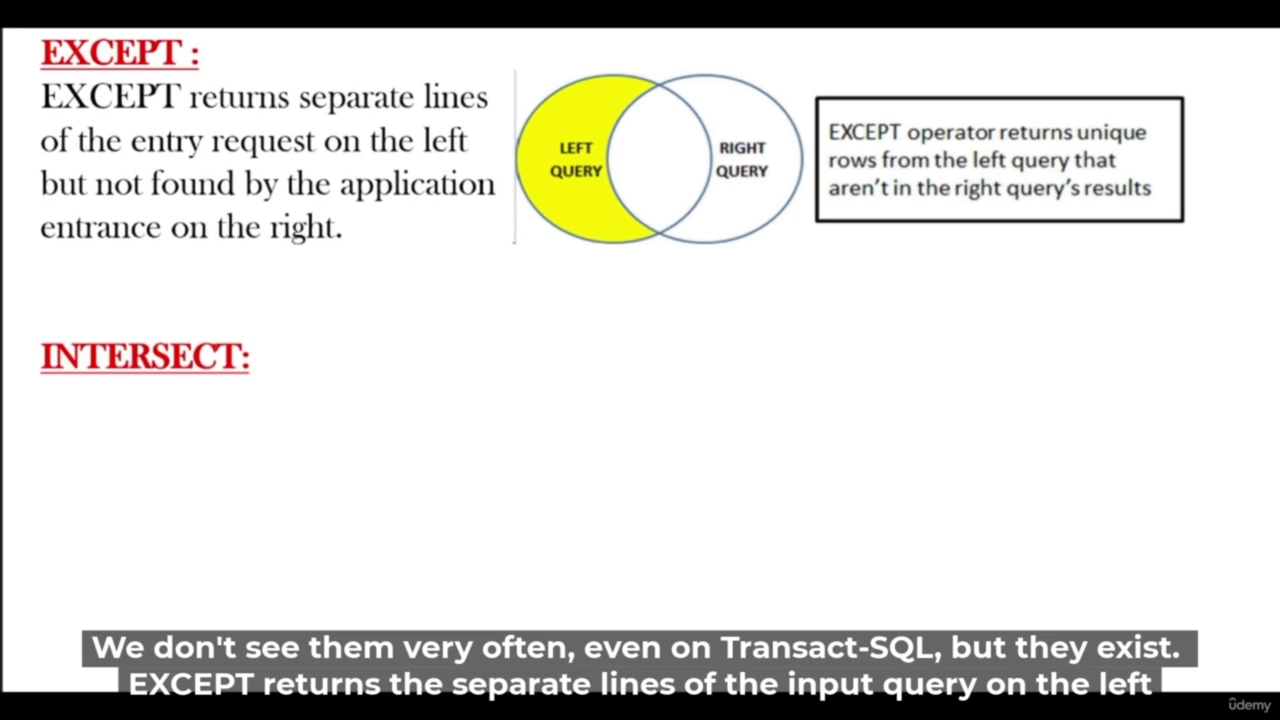 EXCEPT :
EXCEPT returns separate lines
of the entry request on the left
but not found by the application
entrance on the right.
LEFT
QUERY
RIGHT
QUERY
EXCEPT operator returns unique
rows from the left query that
aren't in the right query's results
INTERSECT:
We don't see them very often, even on Transact-SQL, but they exist.
EXCEPT returns the separate lines of the input query on the left
ûdemy